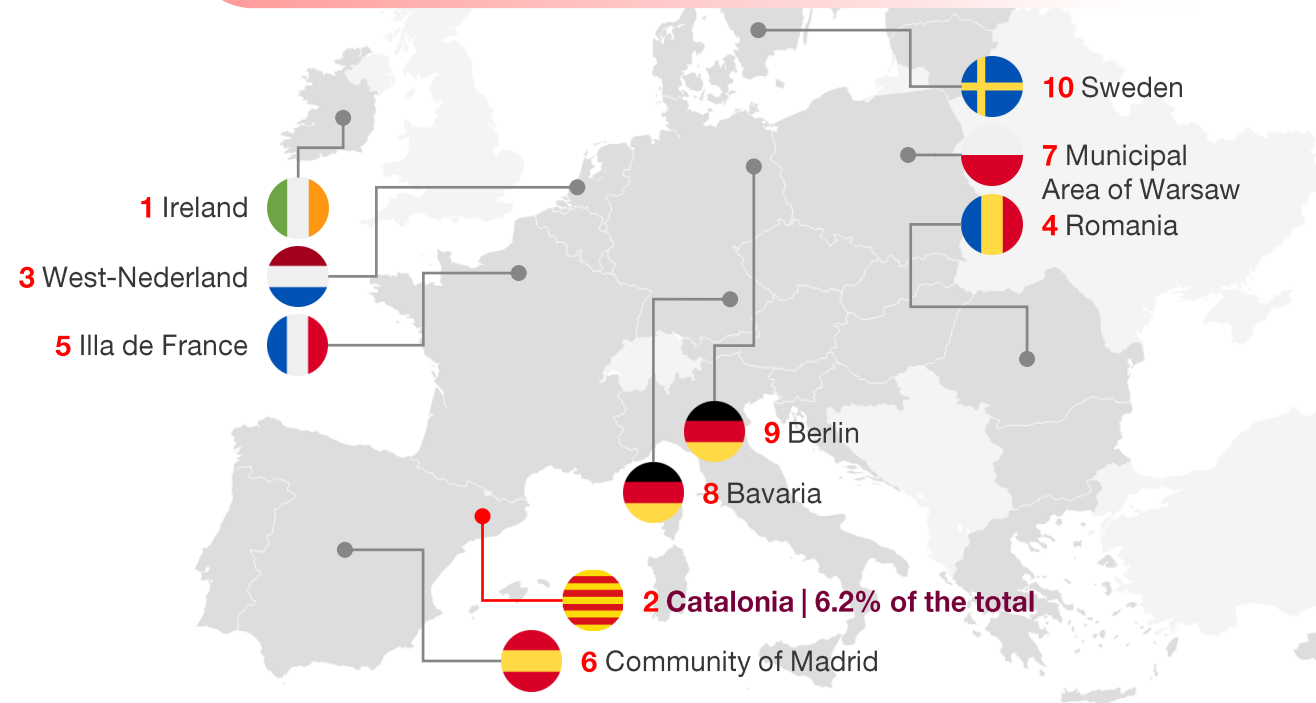 10 Sweden
7 Municipal
Area of Warsaw
1 Ireland
4 Romania
3 West-Nederland
5 Illa de France
9 Berlin
8 Bavaria
2 Catalonia | 6.2% of the total
6 Community of Madrid